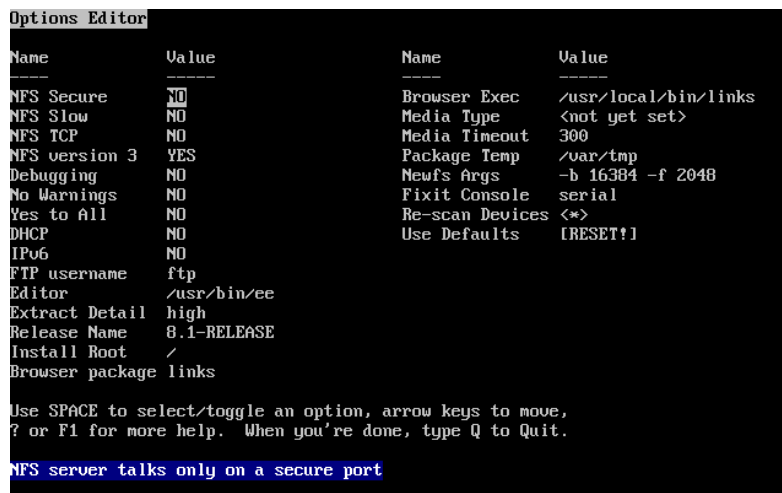 Options Editor
Name Value Name Value
---- ----- ---- -----
NFS Secure NO Browser Exec /usr/local/bin/links
NFS Slow NO Media Type <not yet set>
NFS TCP NO Media Timeout 300
NFS version 3 YES Package Temp /var/tmp
Debugging NO Newfs Args -b 16384 -f 2048
No Warnings NO Fixit Console serial
Yes to All NO Re-scan Devices <*>
DHCP NO Use Defaults [RESET!]
IPv6 NO
FTP username ftp
Editor /usr/bin/ee
Extract Detail high
Release Name 8.1-RELEASE
Install Root /
Browser package links
Use SPACE to select/toggle an option, arrow keys to move,
? or F1 for more help. When you're done, type Q to Quit.
NFS server talks only on a secure port